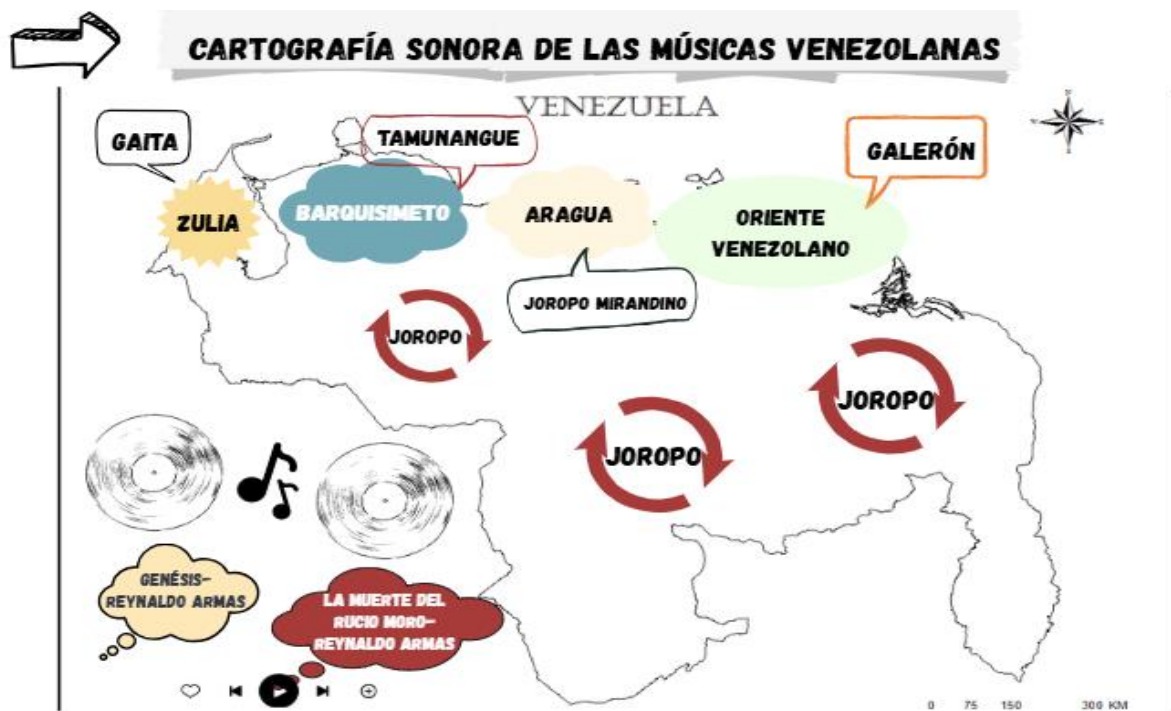 CARTOGRAFÍA SONORA DE LAS MÚSICAS VENEZOLANAS
VENEZUELA
GAITA
TAMUNANGUE
GALERÓN
ZULIA
BARQUISIMETO
ARAGUA
ORIENTE
VENEZOLANO
JOROPO MIRANDINO
JOROPO
JOROPO
JOROPO
GENÉSIS-
REYNALDO ARMAS
LA MUERTE DEL
RUCIO MORO-
REYNALDO ARMAS
0 75 150 300 KM